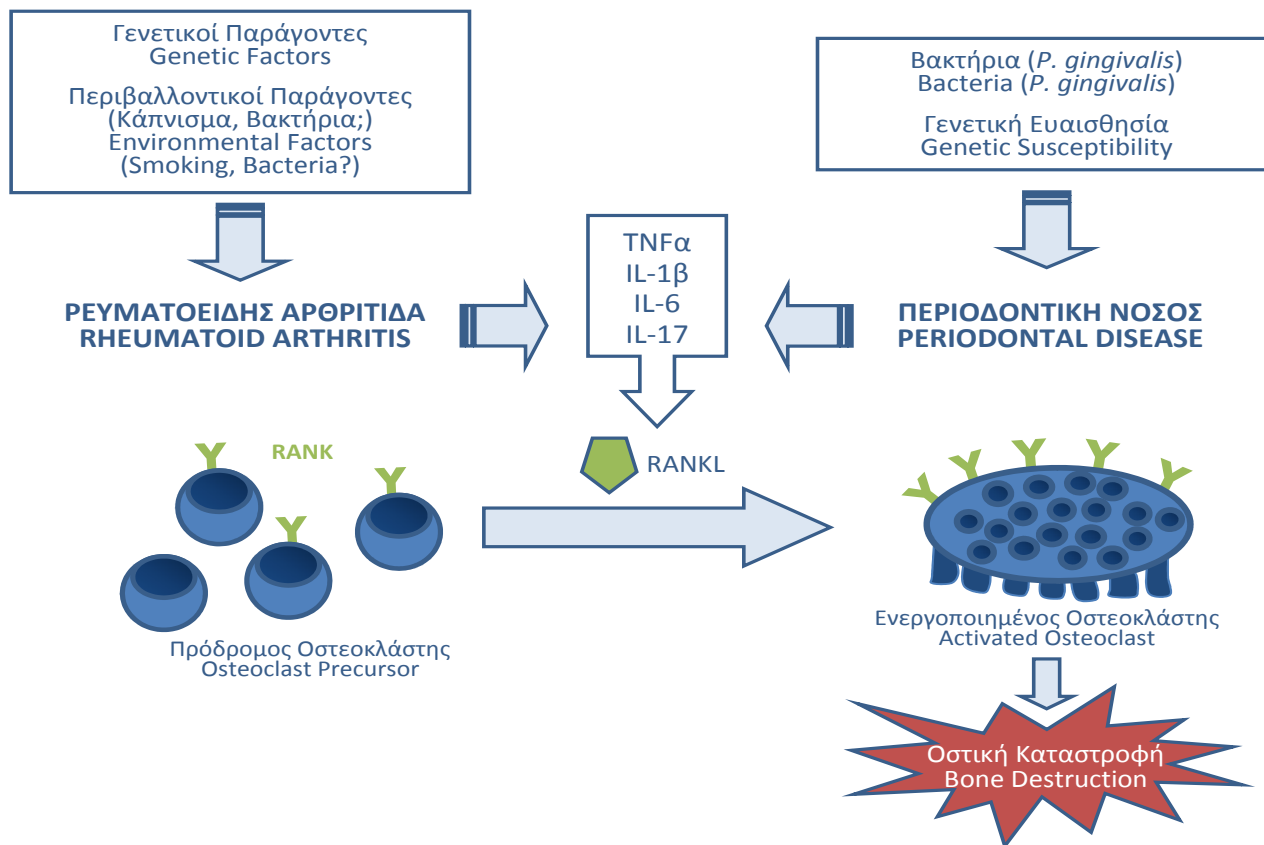 Γενετικοί Παράγοντες
Genetic Factors
Περιβαλλοντικοί Παράγοντες
(Κάπνισμα, Βακτήρια;)
Environmental Factors
(Smoking, Bacteria?)
Βακτήρια (P. gingivalis)
Bacteria (P. gingivalis)
Γενετική Ευαισθησία
Genetic Susceptibility
TNFα
IL-1β
IL-6
IL-17
ΡΕΥΜΑΤΟΕΙΔΗΣ ΑΡΘΡΙΤΙΔΑ
RHEUMATOID ARTHRITIS
ΠΕΡΙΟΔΟΝΤΙΚΗ ΝΟΣΟΣ
PERIODONTAL DISEASE
RANK
RANKL
Πρόδρομος Οστεοκλάστης
Osteoclast Precursor
Ενεργοποιημένος Οστεοκλάστης
Activated Osteoclast
Οστική Καταστροφή
Bone Destruction